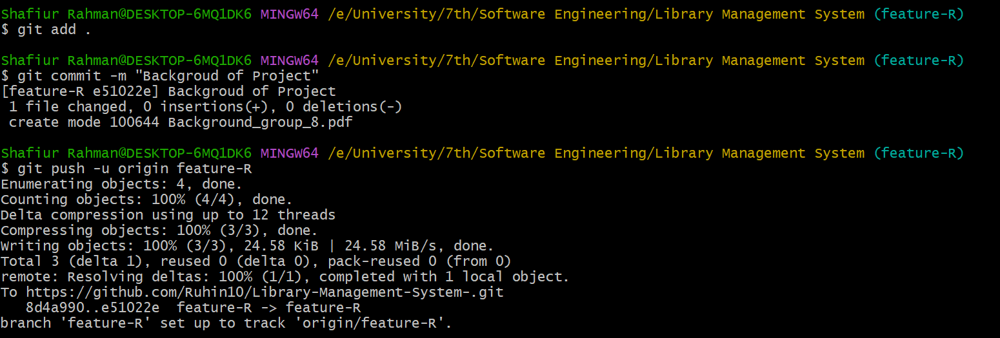 Shafiur Rahman@DESKTOP-6MQ1DK6 MINGW64 /e/University/7th/Software Engineering/Library Management System (feature-R)
$ git add .
Shafiur Rahman@DESKTOP-6MQ1DK6 MINGW64 /e/University/7th/Software Engineering/Library Management System (feature-R)
$ git commit -m "Backgroud of Project"
[feature-R e51022e] Backgroud of Project
 1 file changed, 0 insertions(+), 0 deletions(-)
 create mode 100644 Background_group_8.pdf
Shafiur Rahman@DESKTOP-6MQ1DK6 MINGW64 /e/University/7th/Software Engineering/Library Management System (feature-R)
$ git push -u origin feature-R
Enumerating objects: 4, done.
Counting objects: 100% (4/4), done.
Delta compression using up to 12 threads
Compressing objects: 100% (3/3), done.
Writing objects: 100% (3/3), 24.58 KiB | 24.58 MiB/s, done.
Total 3 (delta 1), reused 0 (delta 0), pack-reused 0 (from 0)
remote: Resolving deltas: 100% (1/1), completed with 1 local object.
To https://github.com/Ruhin10/Library-Management-System-.git
   8d4a990..e51022e  feature-R -> feature-R
branch 'feature-R' set up to track 'origin/feature-R'.